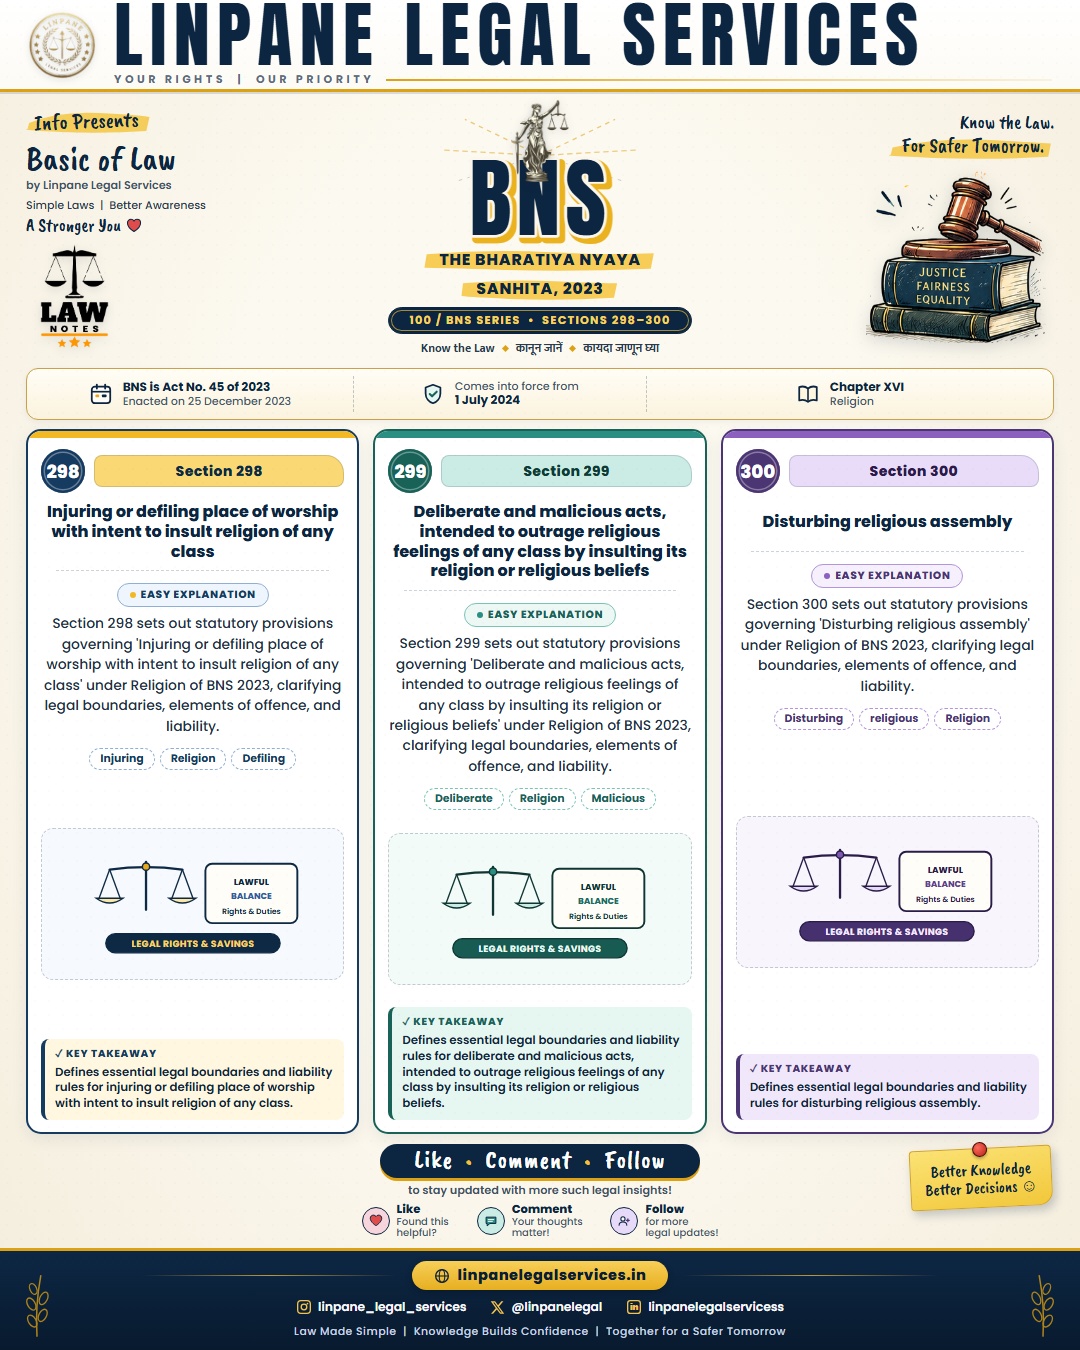 LINPANE LEGAL SERVICES
YOUR RIGHTS | OUR PRIORITY
Info Presents
Basic of Law
by Linpane Legal Services
Simple Laws | Better Awareness
A Stronger You
LAW
NOTES
BNS
THE BHARATIYA NYAYA
SANHITA, 2023
100 / BNS SERIES • SECTIONS 298–300
Know the Law ◆ कानून जानें ◆ कायदा जाणून घ्या
Know the Law.
For Safer Tomorrow.
JUSTICE
FAIRNESS
EQUALITY
BNS is Act No. 45 of 2023
Enacted on 25 December 2023
Comes into force from
1 July 2024
Chapter XVI
Religion
298
Section 298
Injuring or defiling place of worship
with intent to insult religion of any
class
EASY EXPLANATION
Section 298 sets out statutory provisions
governing 'Injuring or defiling place of
worship with intent to insult religion of any
class' under Religion of BNS 2023, clarifying
legal boundaries, elements of offence, and
liability.
Injuring Religion Defiling
LAWFUL
BALANCE
Rights & Duties
LEGAL RIGHTS & SAVINGS
✓ KEY TAKEAWAY
Defines essential legal boundaries and liability
rules for injuring or defiling place of worship
with intent to insult religion of any class.
299
Section 299
Deliberate and malicious acts,
intended to outrage religious
feelings of any class by insulting its
religion or religious beliefs
EASY EXPLANATION
Section 299 sets out statutory provisions
governing 'Deliberate and malicious acts,
intended to outrage religious feelings of
any class by insulting its religion or
religious beliefs' under Religion of BNS 2023,
clarifying legal boundaries, elements of
offence, and liability.
Deliberate Religion Malicious
LAWFUL
BALANCE
Rights & Duties
LEGAL RIGHTS & SAVINGS
✓ KEY TAKEAWAY
Defines essential legal boundaries and liability
rules for deliberate and malicious acts,
intended to outrage religious feelings of any
class by insulting its religion or religious
beliefs.
300
Section 300
Disturbing religious assembly
EASY EXPLANATION
Section 300 sets out statutory provisions
governing 'Disturbing religious assembly'
under Religion of BNS 2023, clarifying legal
boundaries, elements of offence, and
liability.
Disturbing religious Religion
LAWFUL
BALANCE
Rights & Duties
LEGAL RIGHTS & SAVINGS
✓ KEY TAKEAWAY
Defines essential legal boundaries and liability
rules for disturbing religious assembly.
Like • Comment • Follow
to stay updated with more such legal insights!
Like
Found this
helpful?
Comment
Your thoughts
matter!
Follow
for more
legal updates!
Better Knowledge
Better Decisions ☺
linpanelegalservices.in
linpane_legal_services @linpanelegal linpanelegalservicess
Law Made Simple | Knowledge Builds Confidence | Together for a Safer Tomorrow